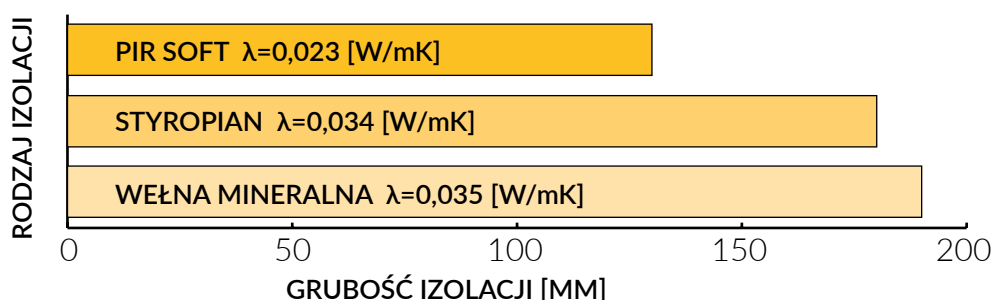 RODZAJ IZOLACJI
PIR SOFT λ=0,023 [W/mK]
STYROPIAN λ=0,034 [W/mK]
WEŁNA MINERALNA λ=0,035 [W/mK]
0 50 100 150 200
GRUBOŚĆ IZOLACJI [MM]